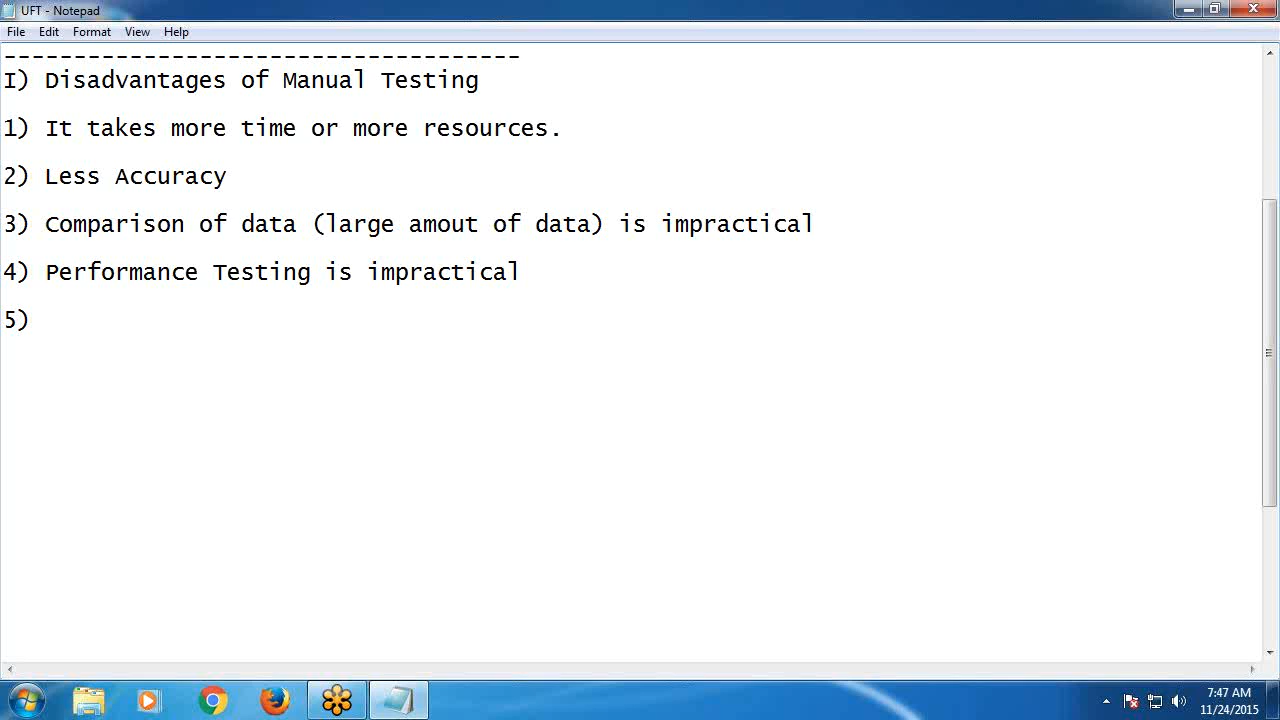 UFT - Notepad
File Edit Format View Help
-------------------------------------
I) Disadvantages of Manual Testing
1) It takes more time or more resources.
2) Less Accuracy
3) Comparison of data (large amout of data) is impractical
4) Performance Testing is impractical
5)
7:47 AM
11/24/2015